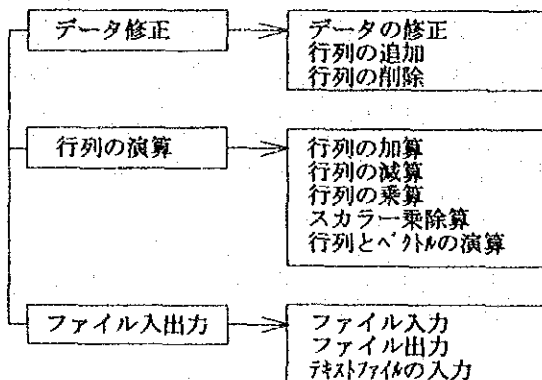 データ修正
データの修正
行列の追加
行列の削除
行列の演算
行列の加算
行列の減算
行列の乗算
スカラー乗除算
行列とﾍﾞｸﾄﾙの演算
ファイル入出力
ファイル入力
ファイル出力
ﾃｷｽﾄﾌｧｲﾙの入力